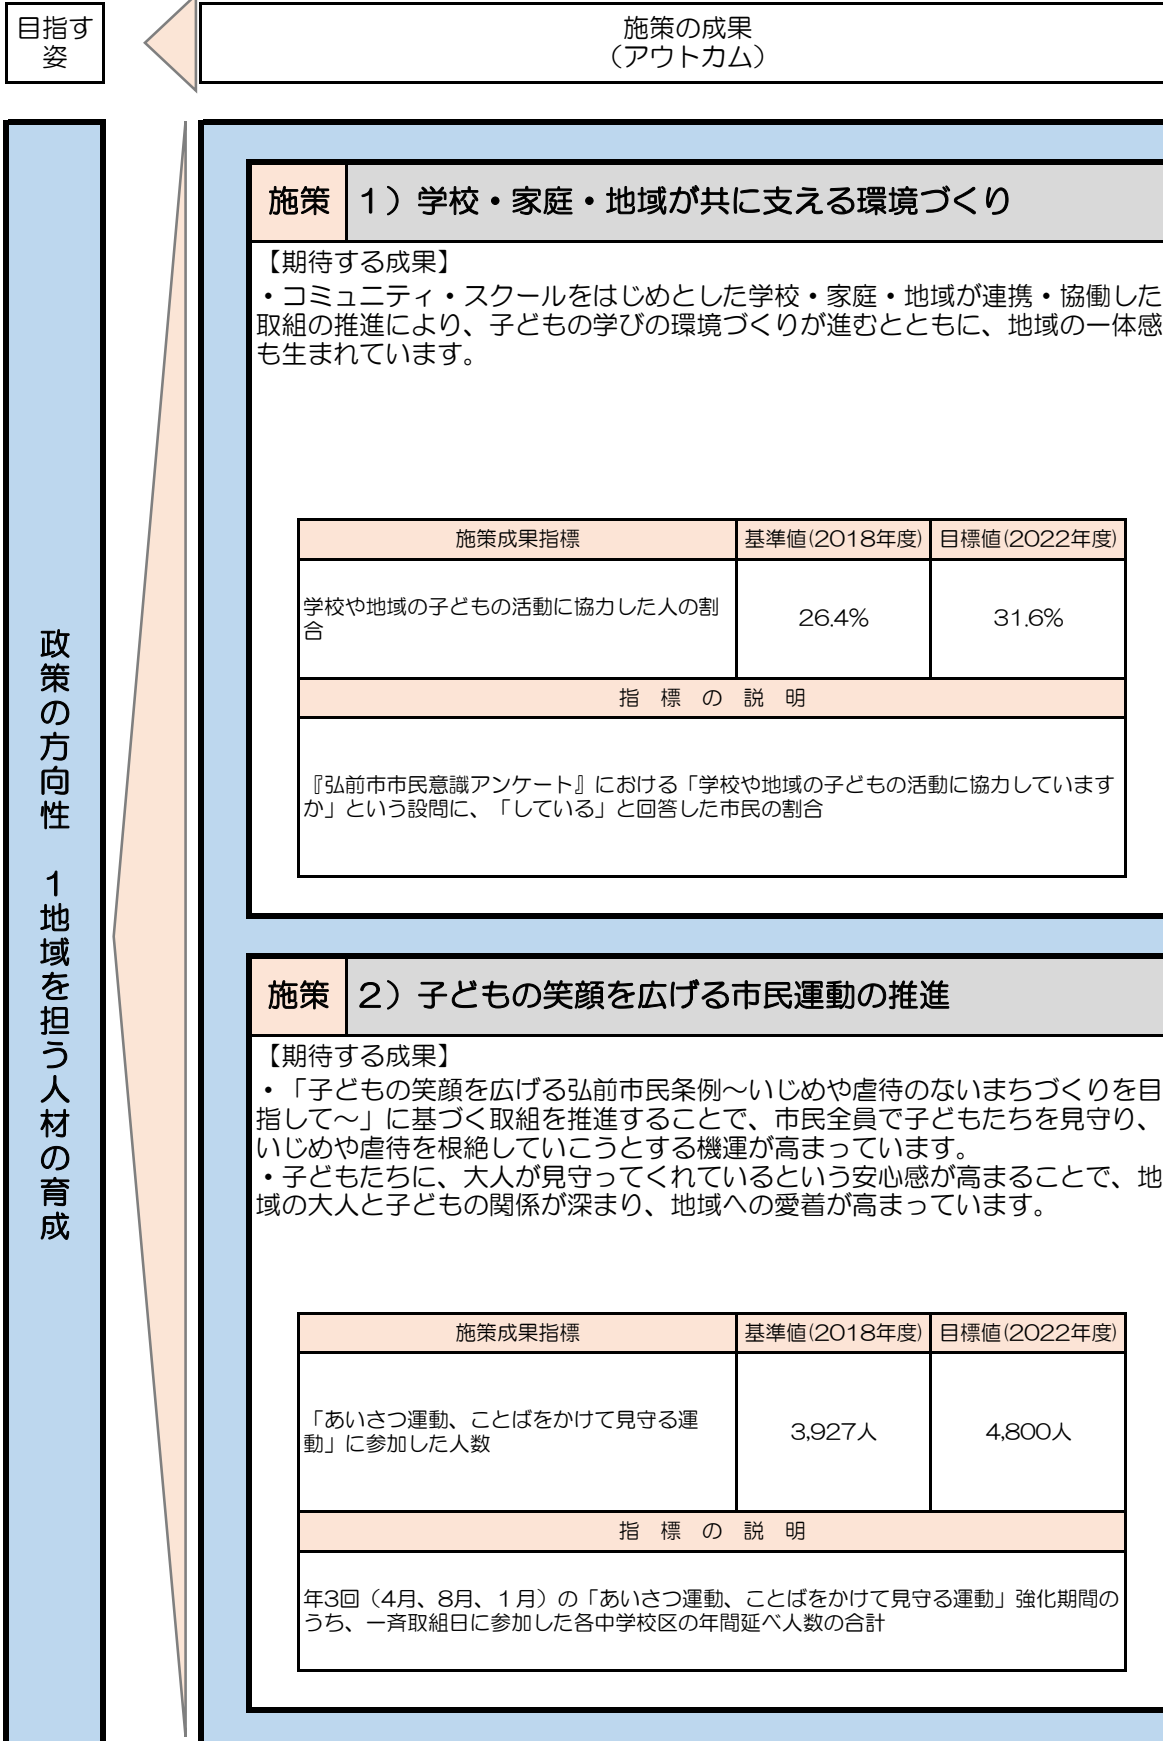 目指す
姿
施策の成果
（アウトカム）
政策の方向性　１地域を担う人材の育成
施策
１）学校・家庭・地域が共に支える環境づくり
【期待する成果】
・コミュニティ・スクールをはじめとした学校・家庭・地域が連携・協働した
取組の推進により、子どもの学びの環境づくりが進むとともに、地域の一体感
も生まれています。
施策成果指標
基準値(2018年度)
目標値(2022年度)
学校や地域の子どもの活動に協力した人の割
合
26.4%
31.6%
指　標　の　説　明
『弘前市市民意識アンケート』における「学校や地域の子どもの活動に協力しています
か」という設問に、「している」と回答した市民の割合
施策
２）子どもの笑顔を広げる市民運動の推進
【期待する成果】
・「子どもの笑顔を広げる弘前市民条例～いじめや虐待のないまちづくりを目
指して～」に基づく取組を推進することで、市民全員で子どもたちを見守り、
いじめや虐待を根絶していこうとする機運が高まっています。
・子どもたちに、大人が見守ってくれているという安心感が高まることで、地
域の大人と子どもの関係が深まり、地域への愛着が高まっています。
施策成果指標
基準値(2018年度)
目標値(2022年度)
「あいさつ運動、ことばをかけて見守る運
動」に参加した人数
3,927人
4,800人
指　標　の　説　明
年3回（4月、8月、１月）の「あいさつ運動、ことばをかけて見守る運動」強化期間の
うち、一斉取組日に参加した各中学校区の年間延べ人数の合計